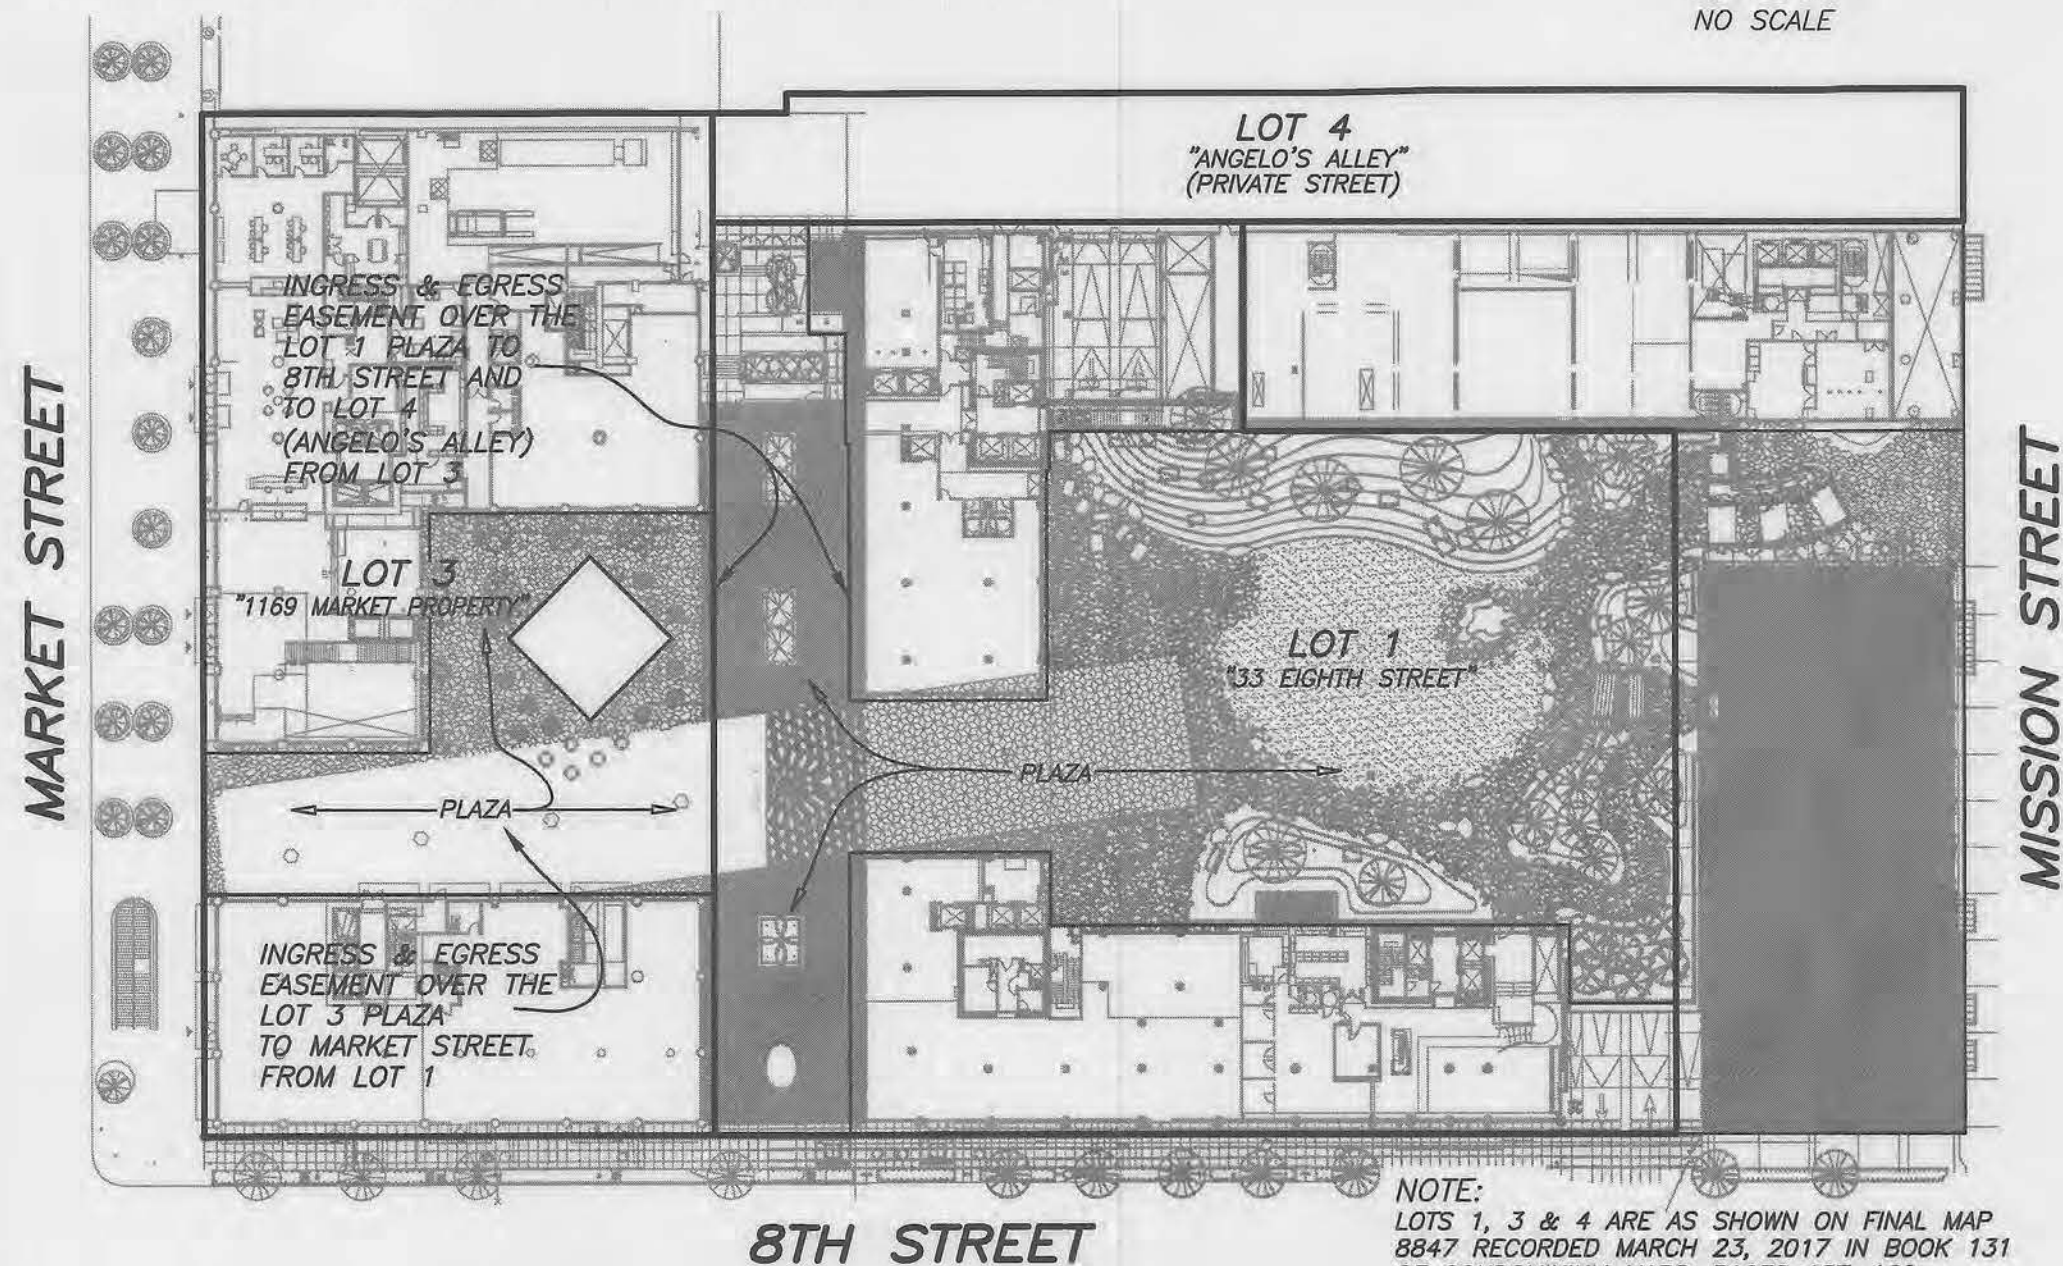 NO SCALE
LOT 4
"ANGELO'S ALLEY"
(PRIVATE STREET)
INGRESS & EGRESS
EASEMENT OVER THE
LOT 1 PLAZA TO
8TH STREET AND
TO LOT 4
(ANGELO'S ALLEY)
FROM LOT 3
MARKET STREET
LOT 3
"1169 MARKET PROPERTY"
LOT 1
"33 EIGHTH STREET"
MISSION STREET
PLAZA
PLAZA
INGRESS & EGRESS
EASEMENT OVER THE
LOT 3 PLAZA
TO MARKET STREET
FROM LOT 1
8TH STREET
NOTE:
LOTS 1, 3 & 4 ARE AS SHOWN ON FINAL MAP
8847 RECORDED MARCH 23, 2017 IN BOOK 131